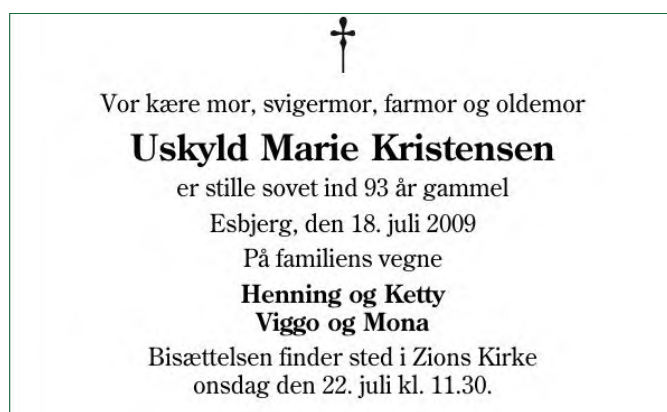 Vor kære mor, svigermor, farmor og oldemor
Uskyld Marie Kristensen
er stille sovet ind 93 år gammel
Esbjerg, den 18. juli 2009
På familiens vegne
Henning og Ketty
Viggo og Mona
Bisættelsen finder sted i Zions Kirke
onsdag den 22. juli kl. 11.30.